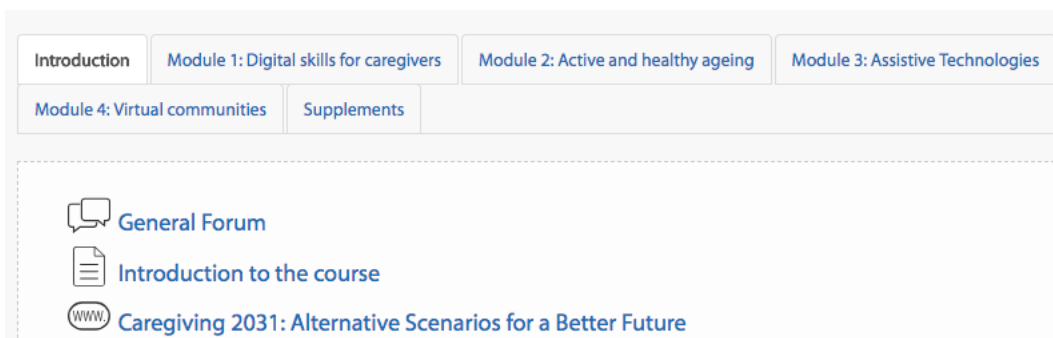 Introduction Module 1: Digital skills for caregivers Module 2: Active and healthy ageing Module 3: Assistive Technologies
Module 4: Virtual communities Supplements
General Forum
Introduction to the course
www. Caregiving 2031: Alternative Scenarios for a Better Future